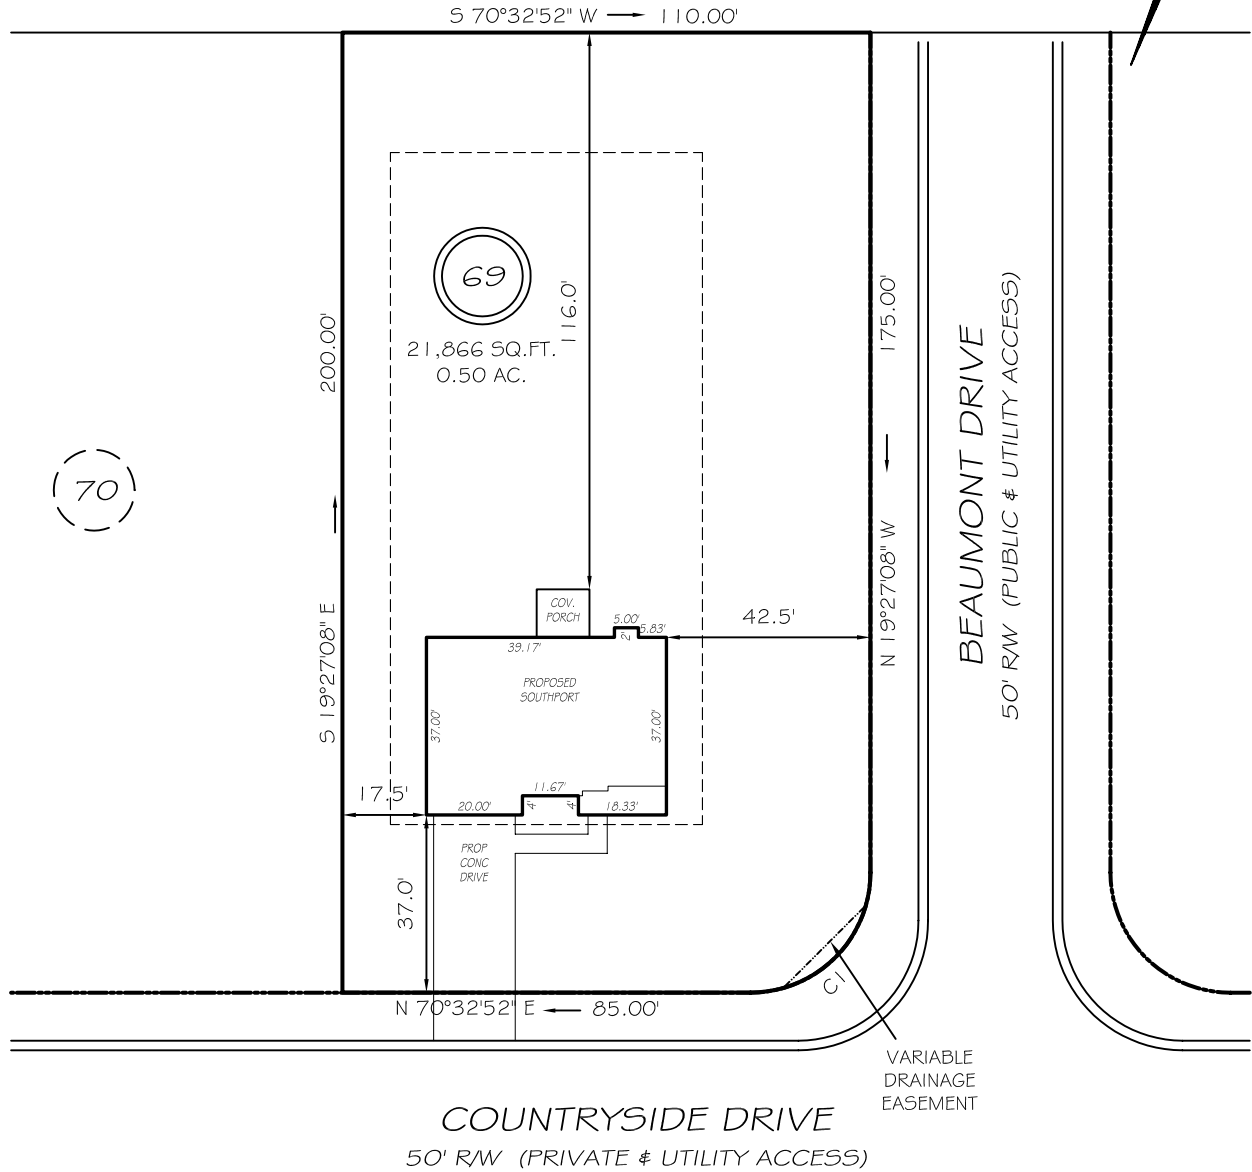 S 70°32'52" W 110.00'
69
21,866 SQ.FT.
0.50 AC.
116.0'
200.00'
S 19°27'08" E
70
175.00'
N 19°27'08" W
BEAUMONT DRIVE
50' R/W (PUBLIC & UTILITY ACCESS)
COV.
PORCH
5.00'
2'
5.83'
42.5'
39.17'
PROPOSED
SOUTHPORT
37.00'
37.00'
11.67'
17.5'
20.00'
4'
4'
18.33'
PROP
CONC
DRIVE
37.0'
C1
N 70°32'52" E 85.00'
VARIABLE
DRAINAGE
EASEMENT
COUNTRYSIDE DRIVE
50' R/W (PRIVATE & UTILITY ACCESS)